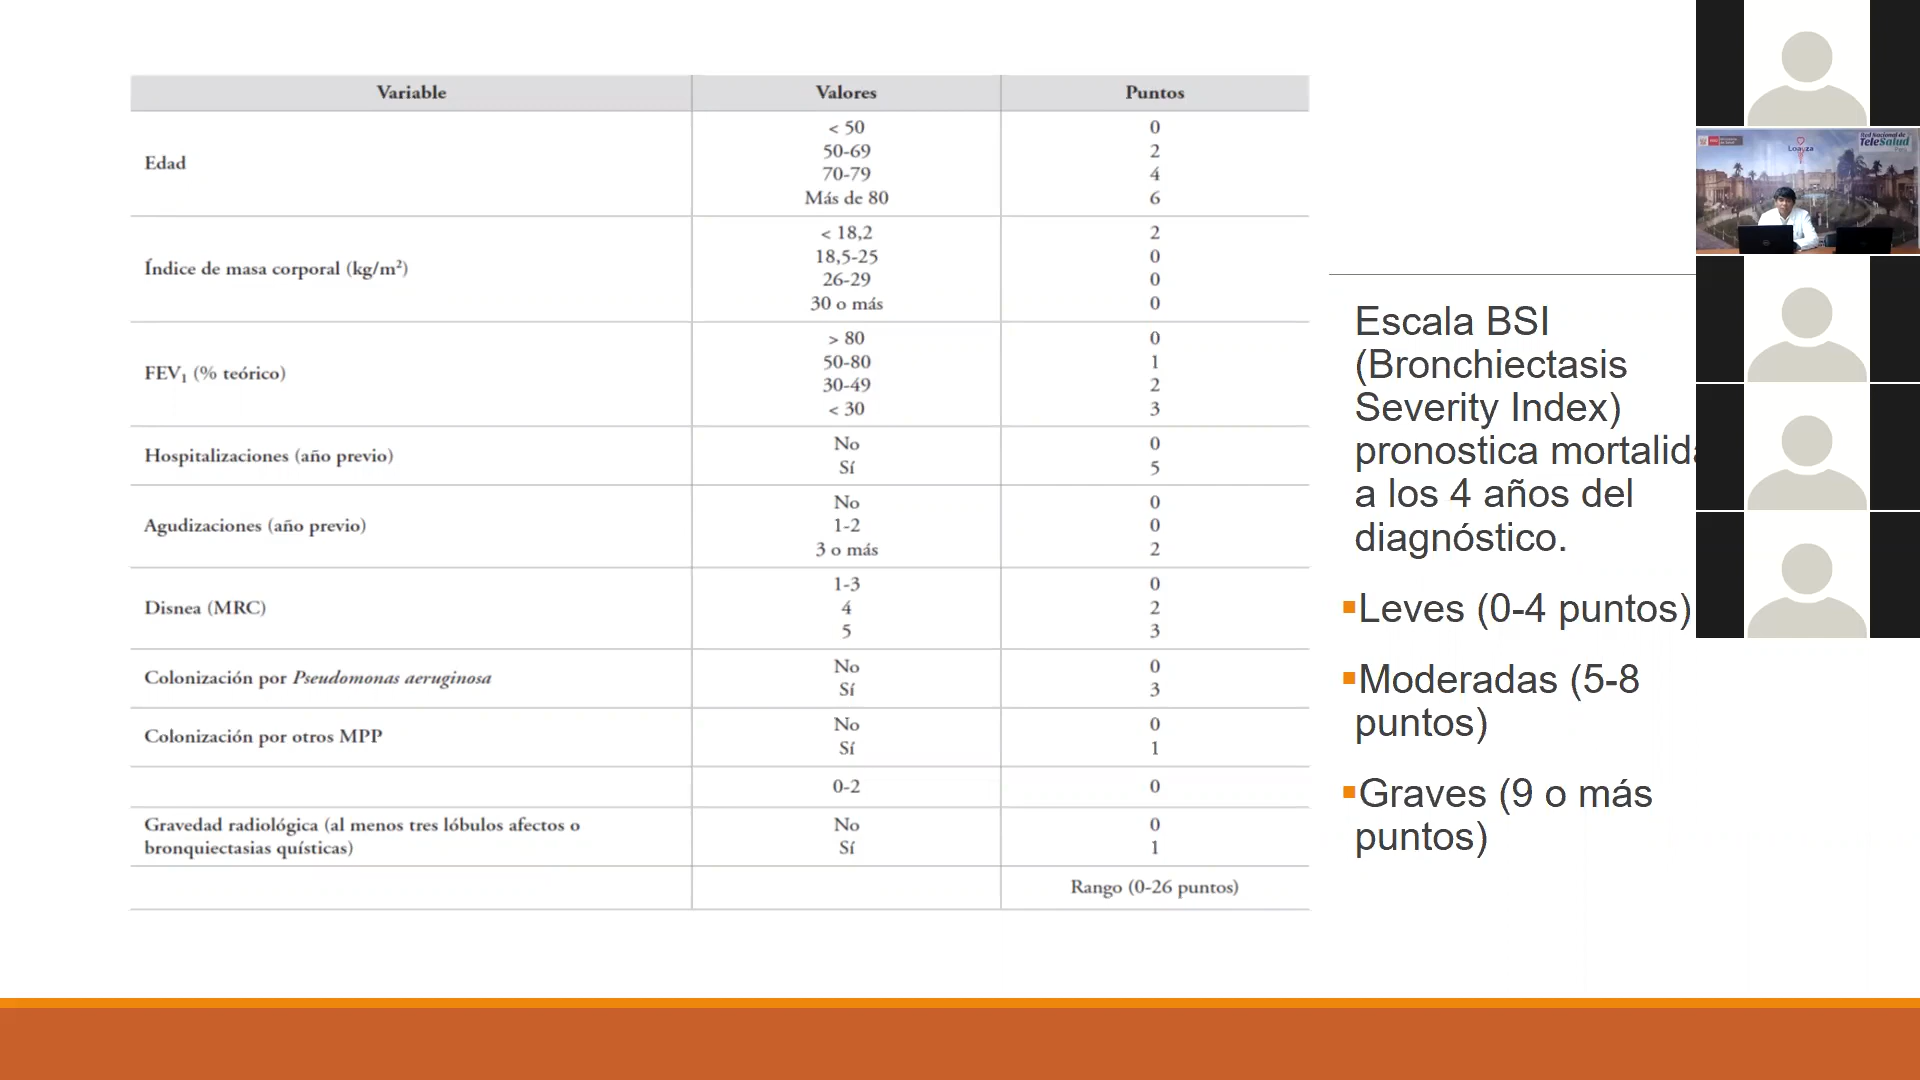 Variable Valores Puntos
Edad
< 50 0
50-69 2
70-79 4
Más de 80 6
Índice de masa corporal (kg/m²)
< 18,2 2
18,5-25 0
26-29 0
30 o más 0
FEV₁ (% teórico)
> 80 0
50-80 1
30-49 2
< 30 3
Hospitalizaciones (año previo)
No 0
Sí 5
Agudizaciones (año previo)
No 0
1-2 0
3 o más 2
Disnea (MRC)
1-3 0
4 2
5 3
Colonización por Pseudomonas aeruginosa
No 0
Sí 3
Colonización por otros MPP
No 0
Sí 1
0-2 0
Gravedad radiológica (al menos tres lóbulos afectos o
bronquiectasias quísticas)
No 0
Sí 1
Rango (0-26 puntos)
Escala BSI
(Bronchiectasis
Severity Index)
pronostica mortalid
a los 4 años del
diagnóstico.
Leves (0-4 puntos)
Moderadas (5-8
puntos)
Graves (9 o más
puntos)
Loayza
Red Nacional de
TeleSalud